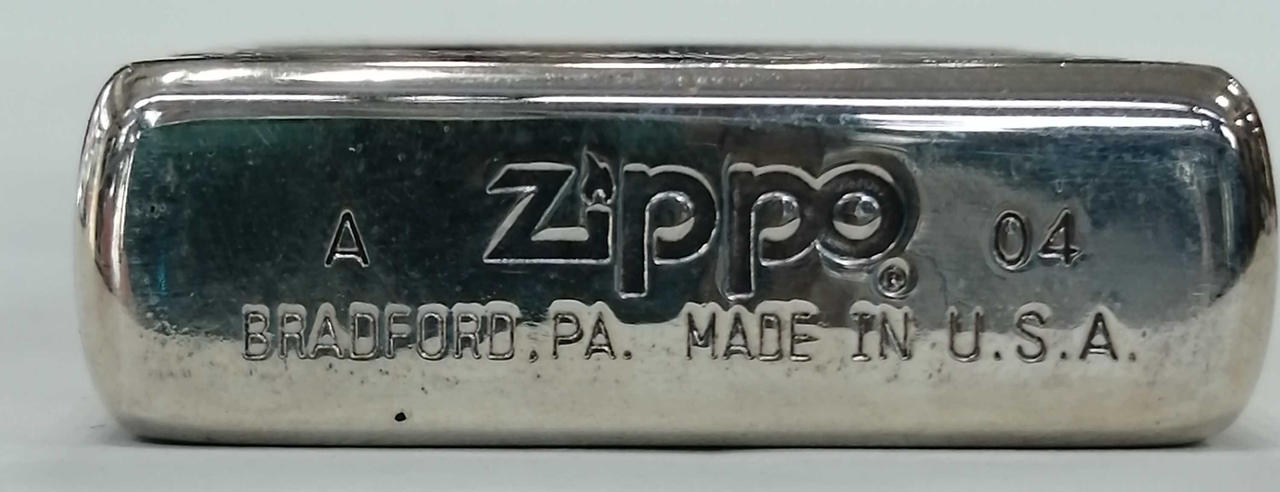 A Zippo® 04
BRADFORD, PA. MADE IN U.S.A.